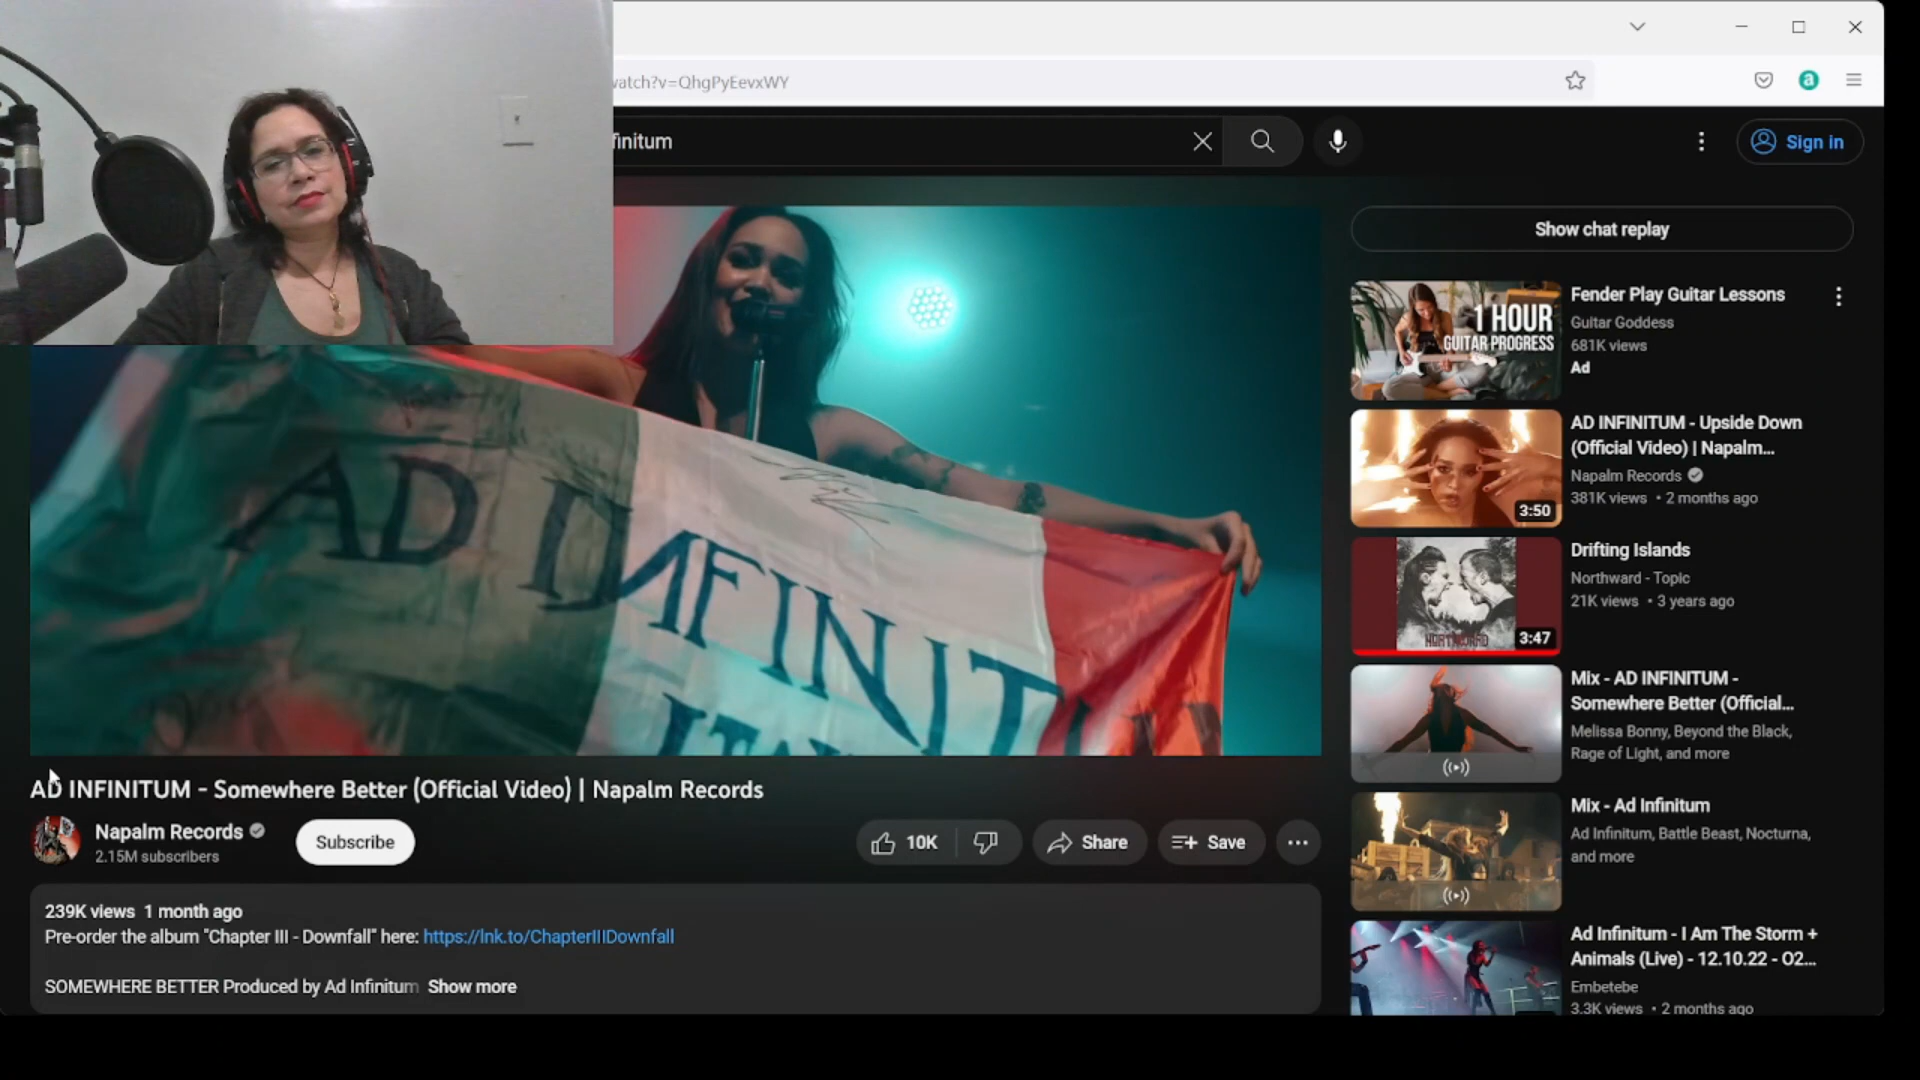 watch?v=QhgPyEevxWY
finitum
Sign in
AD INFINITUM
Show chat replay
1 HOUR
GUITAR PROGRESS
Fender Play Guitar Lessons
Guitar Goddess
681K views
Ad
3:50
AD INFINITUM - Upside Down
(Official Video) | Napalm...
Napalm Records
381K views • 2 months ago
NORTHWARD
3:47
Drifting Islands
Northward - Topic
21K views • 3 years ago
Mix - AD INFINITUM -
Somewhere Better (Official...
Melissa Bonny, Beyond the Black,
Rage of Light, and more
Mix - Ad Infinitum
Ad Infinitum, Battle Beast, Nocturna,
and more
Ad Infinitum - I Am The Storm +
Animals (Live) - 12.10.22 - O2...
Embetebe
3.3K views • 2 months ago
AD INFINITUM - Somewhere Better (Official Video) | Napalm Records
Napalm Records
2.15M subscribers
Subscribe
10K
Share
Save
239K views 1 month ago
Pre-order the album "Chapter III - Downfall" here: https://lnk.to/ChapterIIIDownfall
SOMEWHERE BETTER Produced by Ad Infinitum Show more